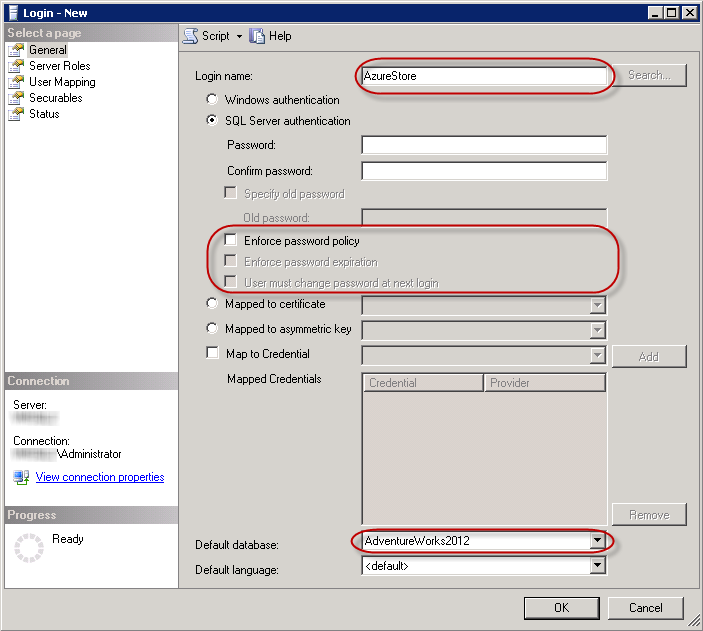 Login - New
Select a page
General
Server Roles
User Mapping
Securables
Status
Script
Help
Login name:
AzureStore
Search...
Windows authentication
SQL Server authentication
Password:
Confirm password:
Specify old password
Old password:
Enforce password policy
Enforce password expiration
User must change password at next login
Mapped to certificate
Mapped to asymmetric key
Map to Credential
Add
Mapped Credentials
Credential Provider
Remove
Default database:
AdventureWorks2012
Default language:
<default>
Connection
Server:
Connection:
\Administrator
View connection properties
Progress
Ready
OK
Cancel